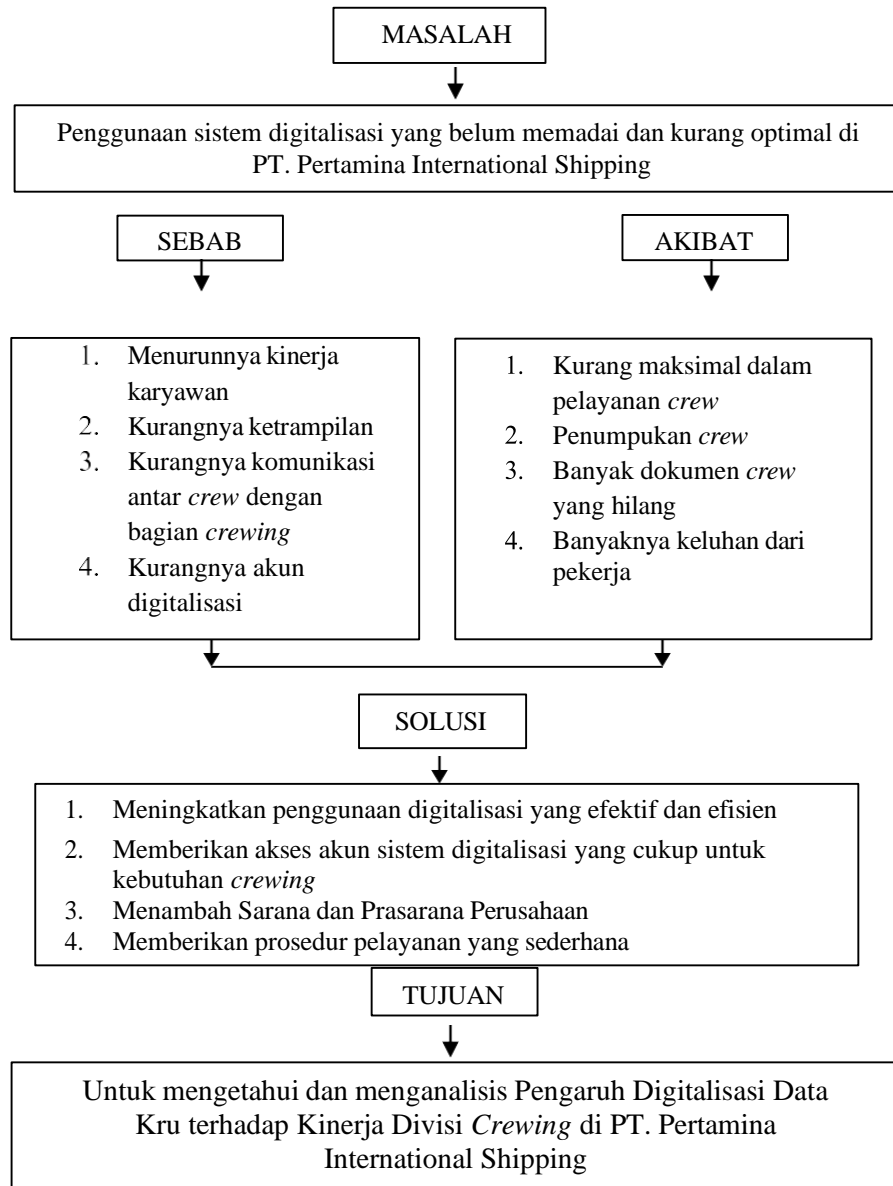 MASALAH
Penggunaan sistem digitalisasi yang belum memadai dan kurang optimal di
PT. Pertamina International Shipping
SEBAB
AKIBAT
1. Menurunnya kinerja
karyawan
2. Kurangnya ketrampilan
3. Kurangnya komunikasi
antar crew dengan
bagian crewing
4. Kurangnya akun
digitalisasi
1. Kurang maksimal dalam
pelayanan crew
2. Penumpukan crew
3. Banyak dokumen crew
yang hilang
4. Banyaknya keluhan dari
pekerja
SOLUSI
1. Meningkatkan penggunaan digitalisasi yang efektif dan efisien
2. Memberikan akses akun sistem digitalisasi yang cukup untuk
kebutuhan crewing
3. Menambah Sarana dan Prasarana Perusahaan
4. Memberikan prosedur pelayanan yang sederhana
TUJUAN
Untuk mengetahui dan menganalisis Pengaruh Digitalisasi Data
Kru terhadap Kinerja Divisi Crewing di PT. Pertamina
International Shipping